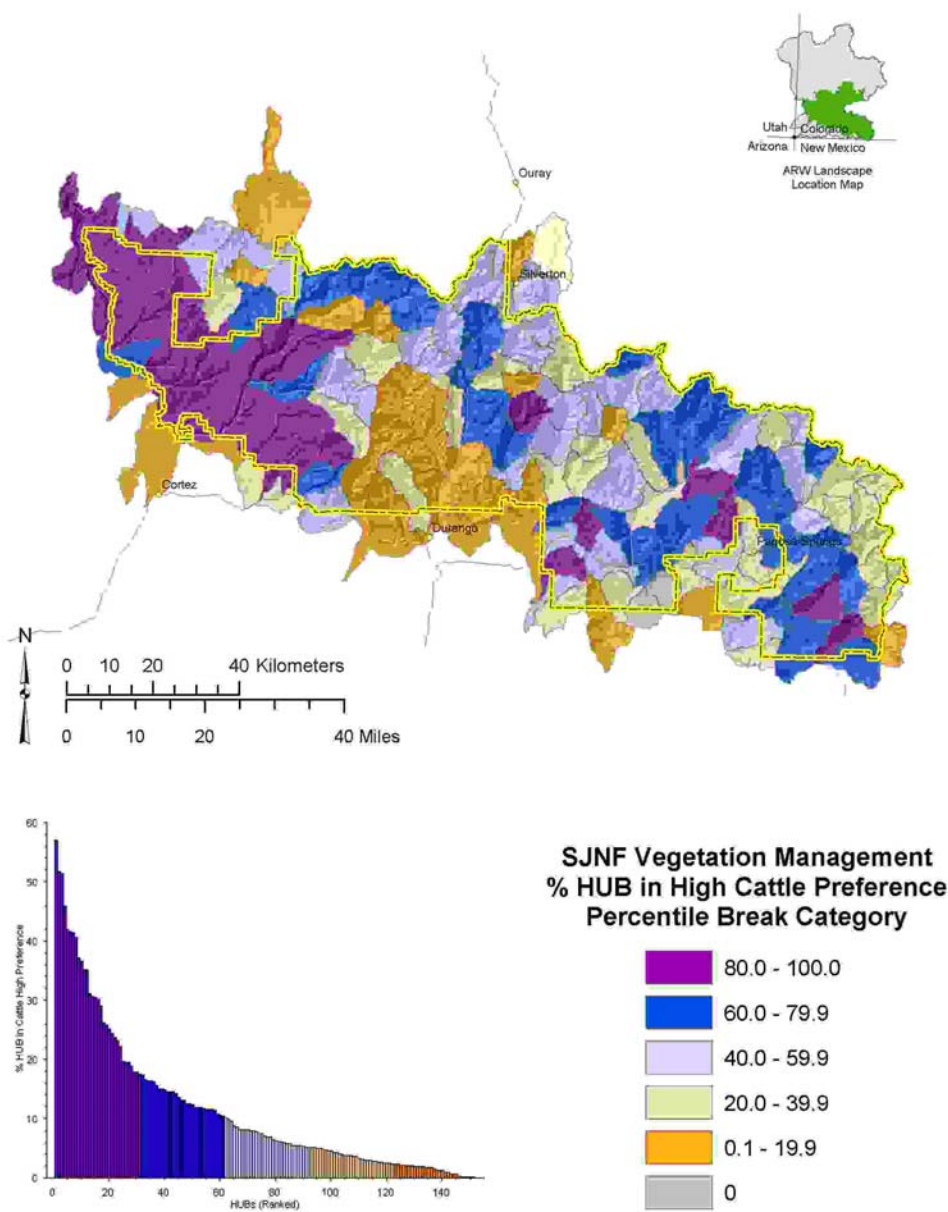 Utah Colorado
Arizona New Mexico
ARW Landscape
Location Map
Ouray
Silverton
Cortez
Durango
Pagosa Springs
N
0 10 20 40 Kilometers
0 10 20 40 Miles
60
50
40
30
20
10
0
% HUB in Cattle High Preference
0 20 40 60 80 100 120 140
HUBs (Ranked)
SJNF Vegetation Management
% HUB in High Cattle Preference
Percentile Break Category
80.0 - 100.0
60.0 - 79.9
40.0 - 59.9
20.0 - 39.9
0.1 - 19.9
0